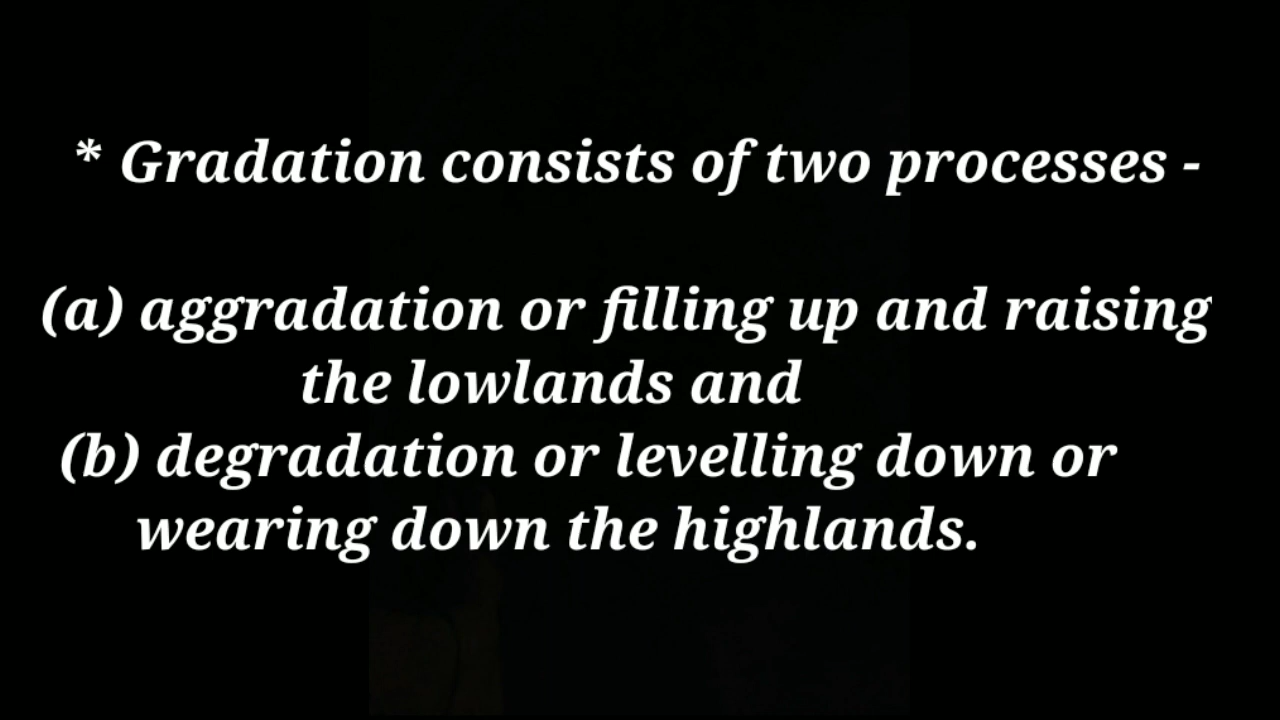 * Gradation consists of two processes -
(a) aggradation or filling up and raising
the lowlands and
(b) degradation or levelling down or
wearing down the highlands.